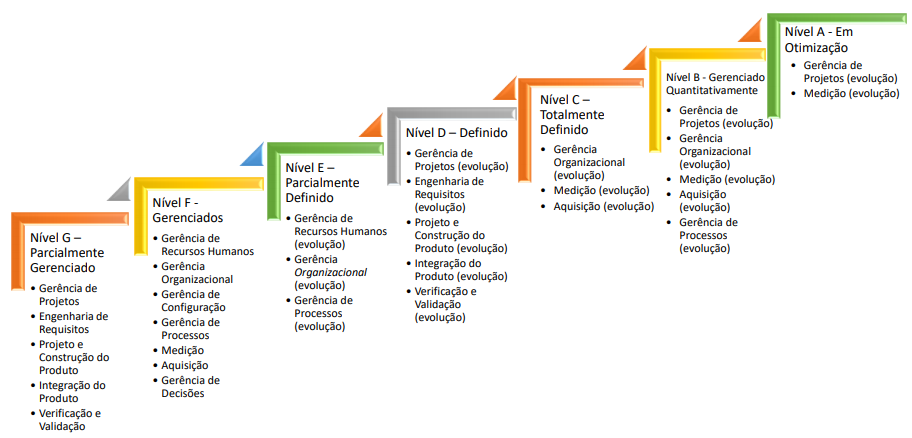 Nível G –
Parcialmente
Gerenciado
• Gerência de
Projetos
• Engenharia de
Requisitos
• Projeto e
Construção do
Produto
• Integração do
Produto
• Verificação e
Validação
Nível F -
Gerenciados
• Gerência de
Recursos Humanos
• Gerência
Organizacional
• Gerência de
Configuração
• Gerência de
Processos
• Medição
• Aquisição
• Gerência de
Decisões
Nível E –
Parcialmente
Definido
• Gerência de
Recursos Humanos
(evolução)
• Gerência
Organizacional
(evolução)
• Gerência de
Processos
(evolução)
Nível D – Definido
• Gerência de
Projetos (evolução)
• Engenharia de
Requisitos
(evolução)
• Projeto e
Construção do
Produto (evolução)
• Integração do
Produto (evolução)
• Verificação e
Validação
(evolução)
Nível C –
Totalmente
Definido
• Gerência
Organizacional
(evolução)
• Medição (evolução)
• Aquisição (evolução)
Nível B - Gerenciado
Quantitativamente
• Gerência de
Projetos (evolução)
• Gerência
Organizacional
(evolução)
• Medição (evolução)
• Aquisição
(evolução)
• Gerência de
Processos
(evolução)
Nível A - Em
Otimização
• Gerência de
Projetos (evolução)
• Medição (evolução)